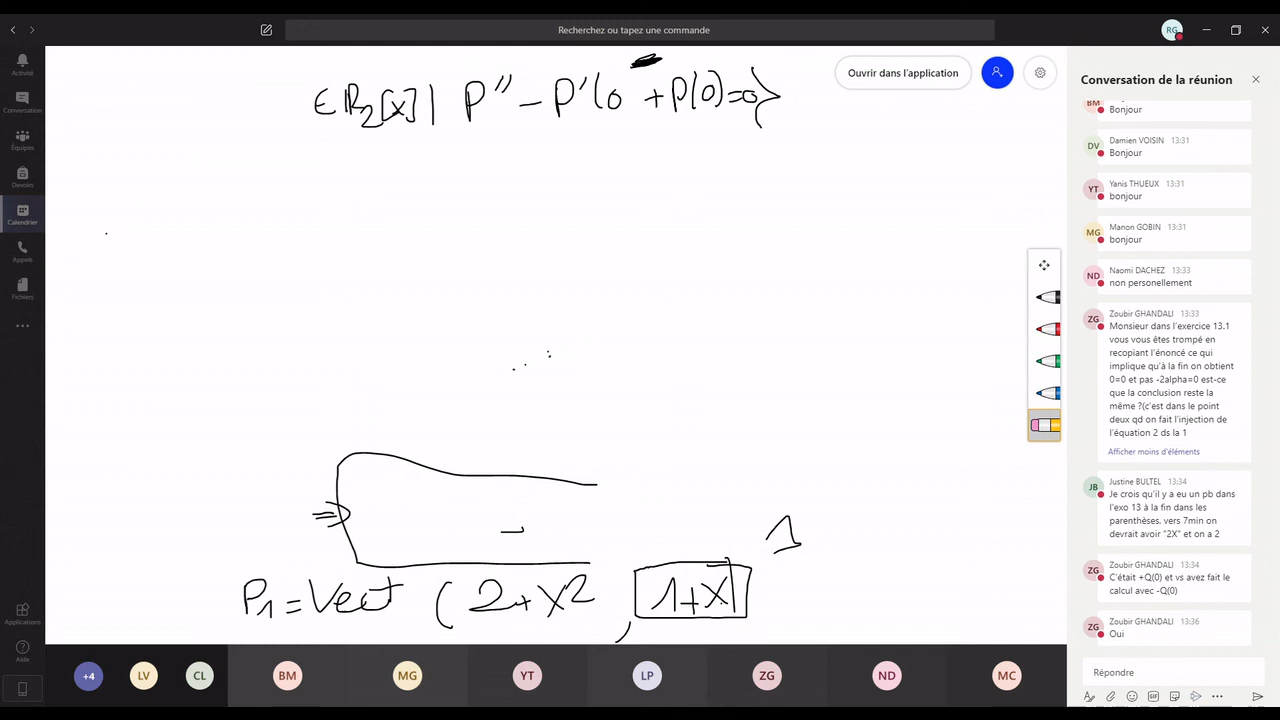 Recherchez ou tapez une commande
RG
Activité
Conversation
Équipes
Devoirs
Calendrier
Appels
Fichiers
Applications
Aide
Ouvrir dans l'application
∈ℝ₂[X] | P'' - P'(0 + P(0)=0}
⇒
1
P₁ = Vect (2+X², 1+X)
+4
LV
CL
BM
MG
YT
LP
ZG
ND
MC
Conversation de la réunion
BM
Bonjour
DV
Damien VOISIN 13:31
Bonjour
YT
Yanis THUEUX 13:31
bonjour
MG
Manon GOBIN 13:31
bonjour
ND
Naomi DACHEZ 13:33
non personellement
ZG
Zoubir GHANDALI 13:33
Monsieur dans l'exercice 13.1
vous vous êtes trompé en
recopiant l'énoncé ce qui
implique qu'à la fin on obtient
0=0 et pas -2alpha=0 est-ce
que la conclusion reste la
même ?(c'est dans le point
deux qd on fait l'injection de
l'équation 2 ds la 1
Afficher moins d'éléments
JB
Justine BULTEL 13:34
Je crois qu'il y a eu un pb dans
l'exo 13 à la fin dans les
parenthèses, vers 7min on
devrait avoir "2X" et on a 2
ZG
Zoubir GHANDALI 13:34
C'était +Q(0) et vs avez fait le
calcul avec -Q(0)
ZG
Zoubir GHANDALI 13:36
Oui
Répondre